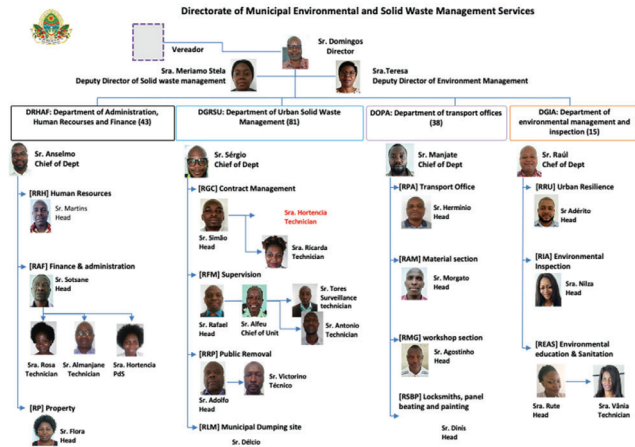 Directorate of Municipal Environmental and Solid Waste Management Services
Vereador
Sr. Domingos
Director
Sra. Meriamo Stela
Deputy Director of Solid waste management
Sra.Teresa
Deputy Director of Environment Management
DRHAF: Department of Administration,
Human Recourses and Finance (43)
DGRSU: Department of Urban Solid Waste
Management (81)
DOPA: Department of transport offices
(38)
DGIA: Department of
environmental management and
inspection (15)
Sr. Anselmo
Chief of Dept
[RRH] Human Resources
Sr. Martins
Head
[RAF] Finance & administration
Sr. Sotsane
Head
Sra. Rosa
Technician
Sr. Almanjane
Technician
Sra. Hortencia
PdS
[RP] Property
Sr. Flora
Head
Sr. Sérgio
Chief of Dept
[RGC] Contract Management
Sra. Hortencia
Technician
Sr. Simão
Head
Sra. Ricarda
Technician
[RFM] Supervision
Sr. Tores
Surveillance
technician
Sr. Rafael
Head
Sr. Alfeu
Chief of Unit
Sr. Antonio
Technician
[RRP] Public Removal
Sr. Victorino
Técnico
Sr. Adolfo
Head
[RLM] Municipal Dumping site
Sr. Délcio
Sr. Manjate
Chief of Dept
[RPA] Transport Office
Sr. Hermínio
Head
[RAM] Material section
Sr. Morgato
Head
[RMG] workshop section
Sr. Agostinho
Head
[RSBP] Locksmiths, panel
beating and painting
Sr. Dinis
Head
Sr. Raúl
Chef of Dept
[RRU] Urban Resilience
Sr Adérito
Head
[RIA] Environmental
Inspection
Sra. Nilza
Head
[REAS] Environmental
education & Sanitation
Sra. Rute
Head
Sra. Vânia
Technician